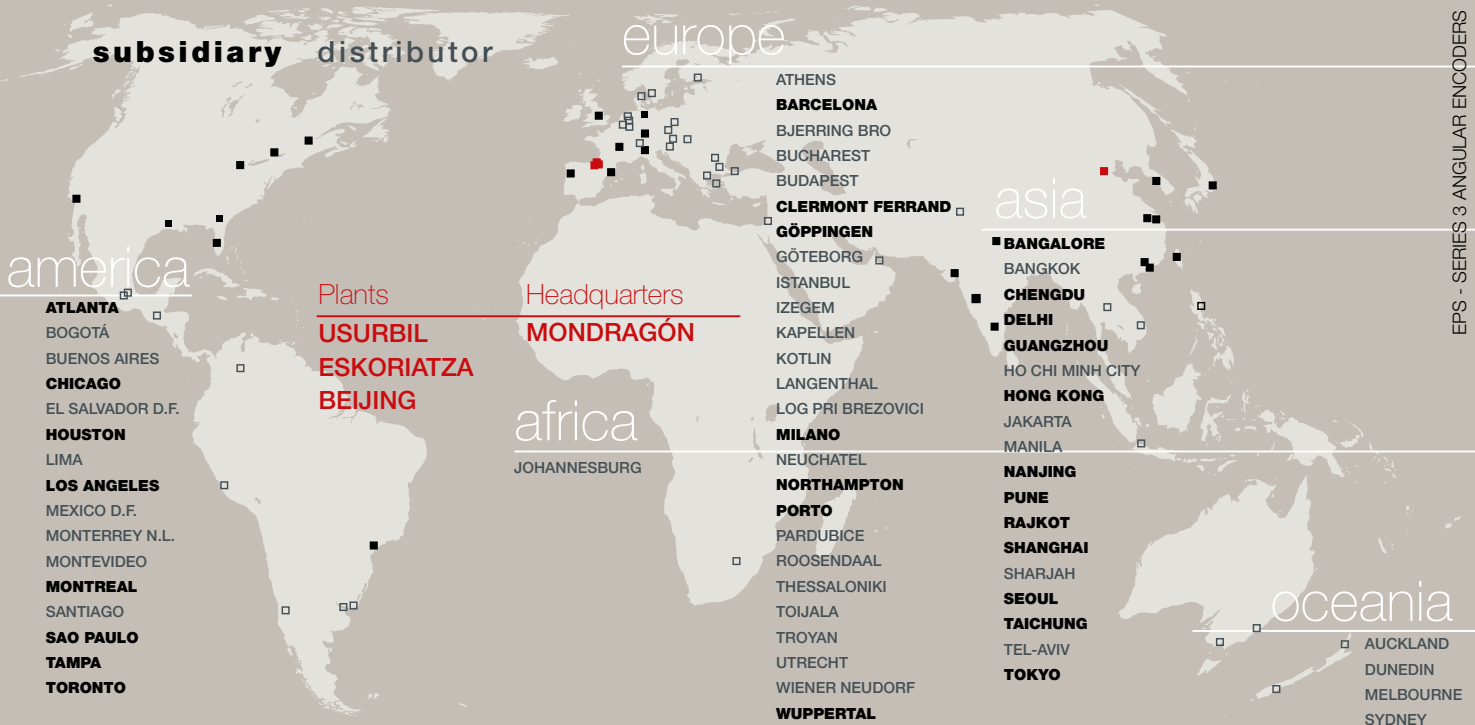 subsidiary distributor
europe
ATHENS
BARCELONA
BJERRING BRO
BUCHAREST
BUDAPEST
CLERMONT FERRAND
GÖPPINGEN
GÖTEBORG
ISTANBUL
IZEGEM
KAPELLEN
KOTLIN
LANGENTHAL
LOG PRI BREZOVICI
MILANO
NEUCHATEL
NORTHAMPTON
PORTO
PARDUBICE
ROOSENDAAL
THESSALONIKI
TOIJALA
TROYAN
UTRECHT
WIENER NEUDORF
WUPPERTAL
asia
BANGALORE
BANGKOK
CHENGDU
DELHI
GUANGZHOU
HO CHI MINH CITY
HONG KONG
JAKARTA
MANILA
NANJING
PUNE
RAJKOT
SHANGHAI
SHARJAH
SEOUL
TAICHUNG
TEL-AVIV
TOKYO
america
ATLANTA
BOGOTÁ
BUENOS AIRES
CHICAGO
EL SALVADOR D.F.
HOUSTON
LIMA
LOS ANGELES
MEXICO D.F.
MONTERREY N.L.
MONTEVIDEO
MONTREAL
SANTIAGO
SAO PAULO
TAMPA
TORONTO
Plants
USURBIL
ESKORIATZA
BEIJING
Headquarters
MONDRAGÓN
africa
JOHANNESBURG
oceania
AUCKLAND
DUNEDIN
MELBOURNE
SYDNEY
EPS - SERIES 3 ANGULAR ENCODERS